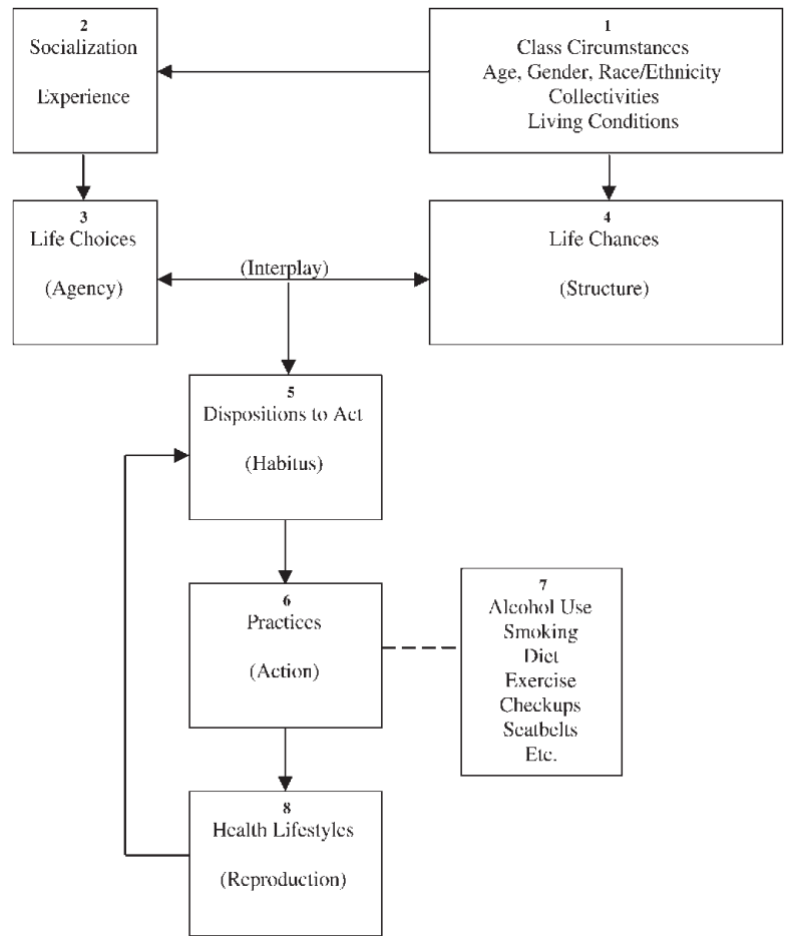 2
Socialization
Experience
1
Class Circumstances
Age, Gender, Race/Ethnicity
Collectivities
Living Conditions
3
Life Choices
(Agency)
(Interplay)
4
Life Chances
(Structure)
5
Dispositions to Act
(Habitus)
6
Practices
(Action)
7
Alcohol Use
Smoking
Diet
Exercise
Checkups
Seatbelts
Etc.
8
Health Lifestyles
(Reproduction)